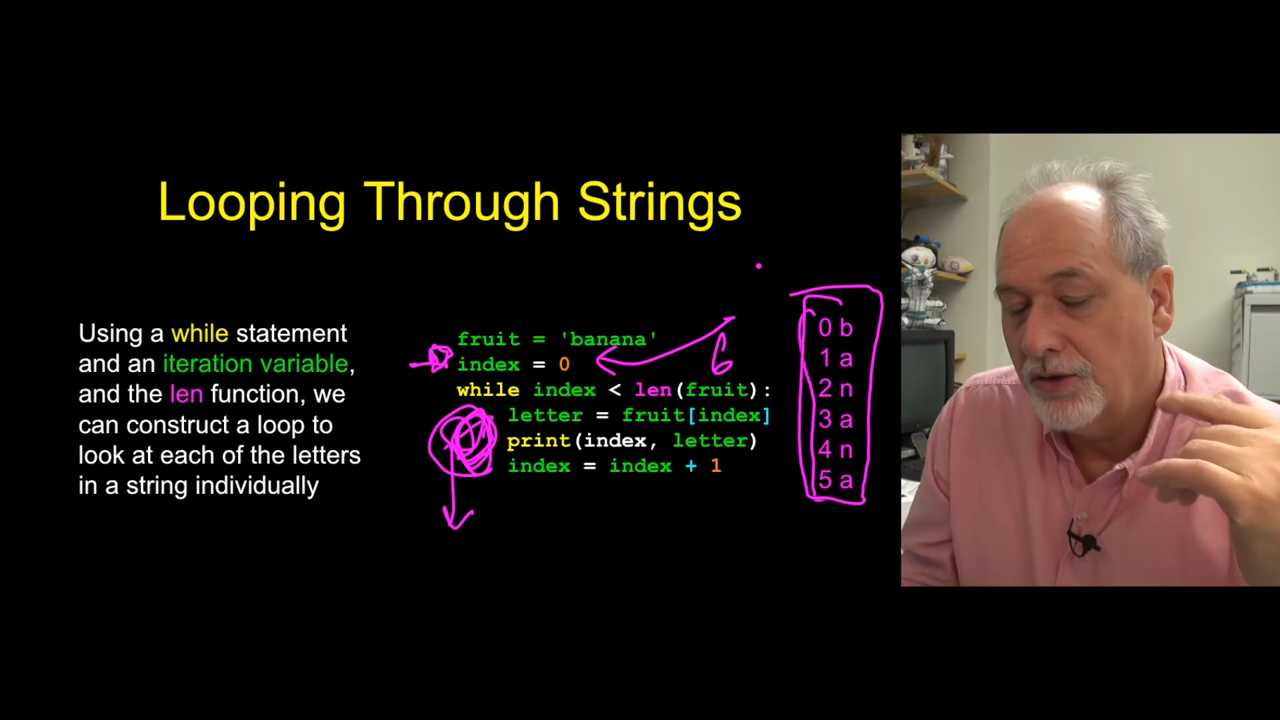 Looping Through Strings
Using a while statement
and an iteration variable,
and the len function, we
can construct a loop to
look at each of the letters
in a string individually
fruit = 'banana'
index = 0
while index < len(fruit):
letter = fruit[index]
print(index, letter)
index = index + 1
6
0 b
1 a
2 n
3 a
4 n
5 a